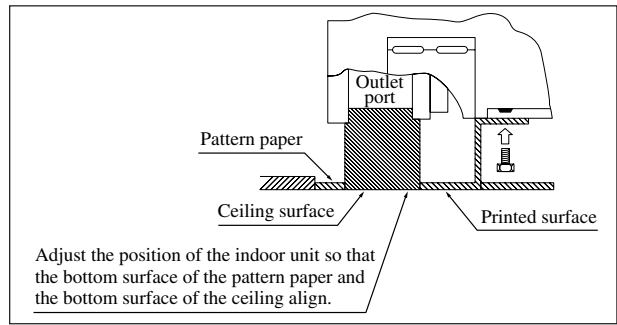 Outlet
port
Pattern paper
Ceiling surface
Printed surface
Adjust the position of the indoor unit so that
the bottom surface of the pattern paper and
the bottom surface of the ceiling align.